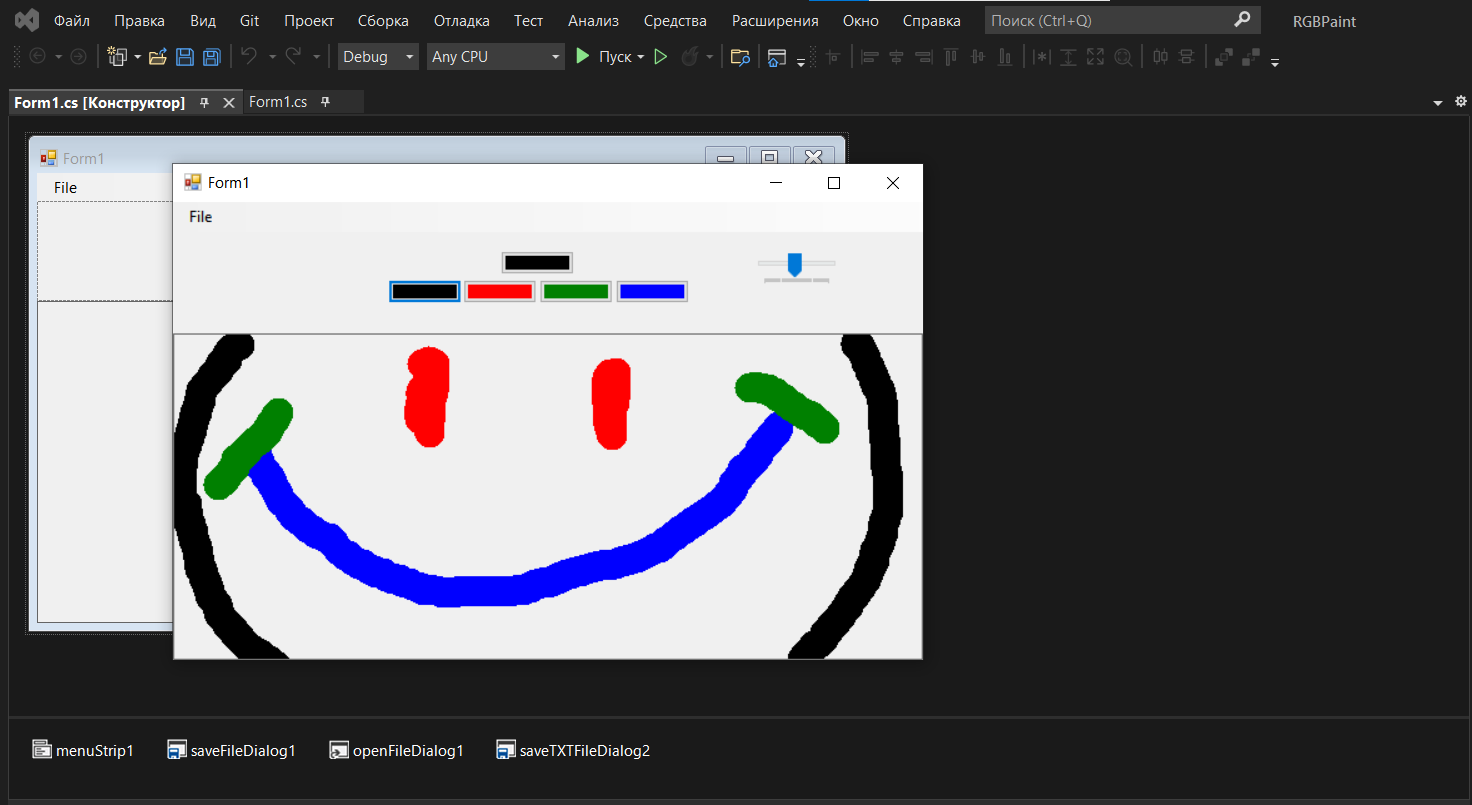 Файл Правка Вид Git Проект Сборка Отладка Тест Анализ Средства Расширения Окно Справка Поиск (Ctrl+Q) RGBPaint
Debug Any CPU Пуск
Form1.cs [Конструктор] Form1.cs
Form1
File
Form1
File
menuStrip1 saveFileDialog1 openFileDialog1 saveTXTFileDialog2